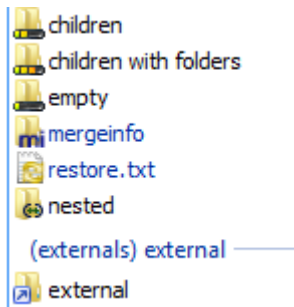 children
children with folders
empty
mergeinfo
restore.txt
nested
(externals) external
external